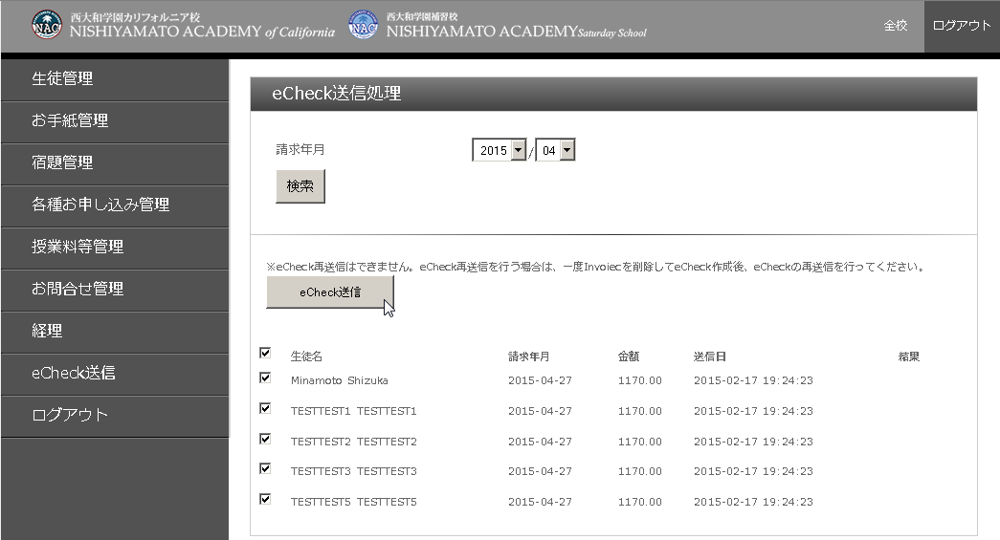 西大和学園カリフォルニア校
NISHIYAMATO ACADEMY of California
西大和学園補習校
NISHIYAMATO ACADEMY Saturday School
NAC
NAC
全校
ログアウト
生徒管理
お手紙管理
宿題管理
各種お申し込み管理
授業料等管理
お問合せ管理
経理
eCheck送信
ログアウト
eCheck送信処理
請求年月 2015 / 04
検索
※eCheck再送信はできません。eCheck再送信を行う場合は、一度Invoiecを削除してeCheck作成後、eCheckの再送信を行ってください。
eCheck送信
生徒名 請求年月 金額 送信日 結果
Minamoto Shizuka 2015-04-27 1170.00 2015-02-17 19:24:23
TESTTEST1 TESTTEST1 2015-04-27 1170.00 2015-02-17 19:24:23
TESTTEST2 TESTTEST2 2015-04-27 1170.00 2015-02-17 19:24:23
TESTTEST3 TESTTEST3 2015-04-27 1170.00 2015-02-17 19:24:23
TESTTEST5 TESTTEST5 2015-04-27 1170.00 2015-02-17 19:24:23